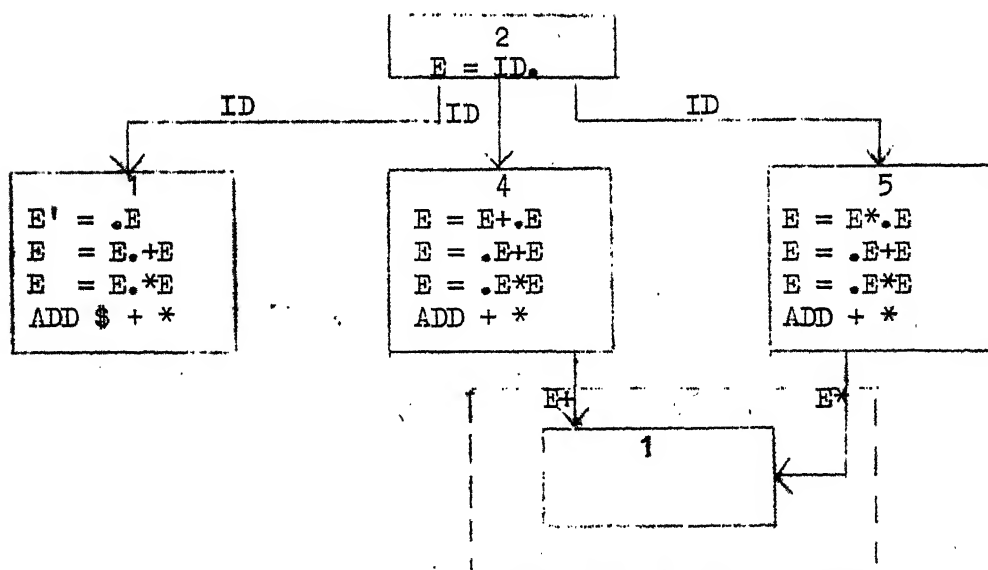 2
E = ID.
ID ID ID
1
E' = .E
E = E.+E
E = E.*E
ADD $ + *
4
E = E+.E
E = .E+E
E = .E*E
ADD + *
5
E = E*.E
E = .E+E
E = .E*E
ADD + *
E+ E*
1